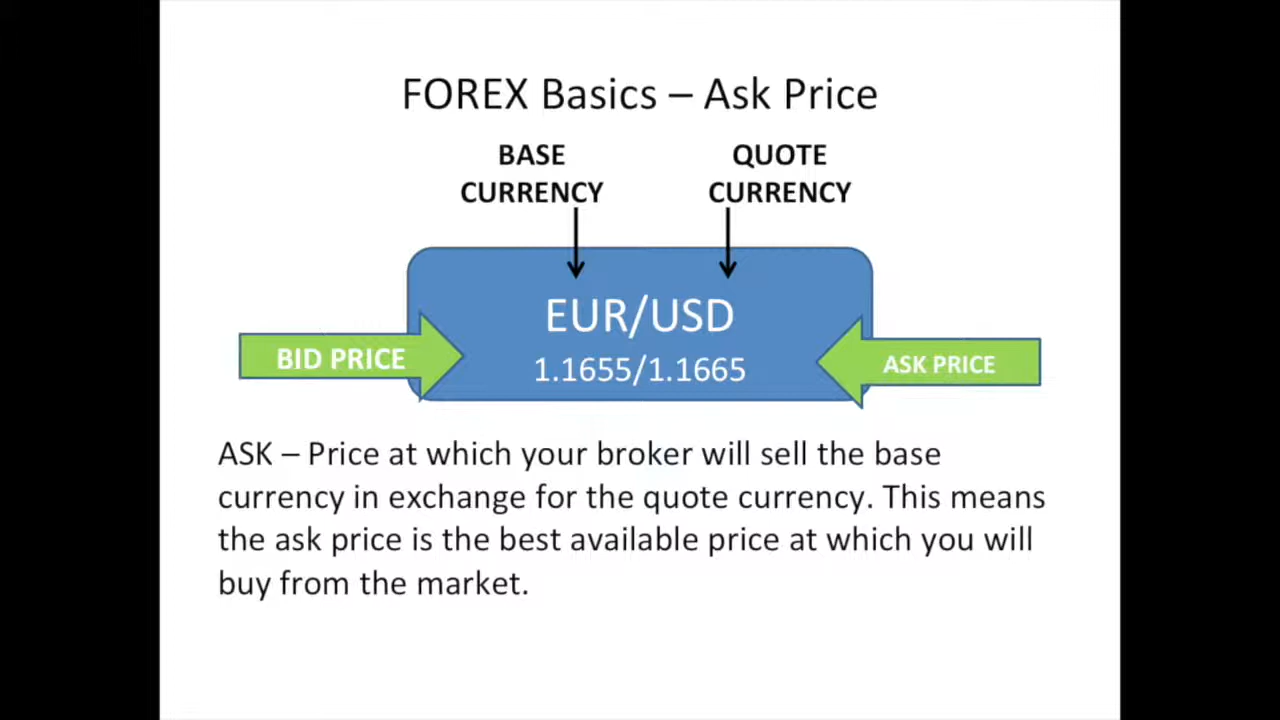 FOREX Basics – Ask Price
BASE
CURRENCY
QUOTE
CURRENCY
EUR/USD
BID PRICE
1.1655/1.1665
ASK PRICE
ASK – Price at which your broker will sell the base
currency in exchange for the quote currency. This means
the ask price is the best available price at which you will
buy from the market.